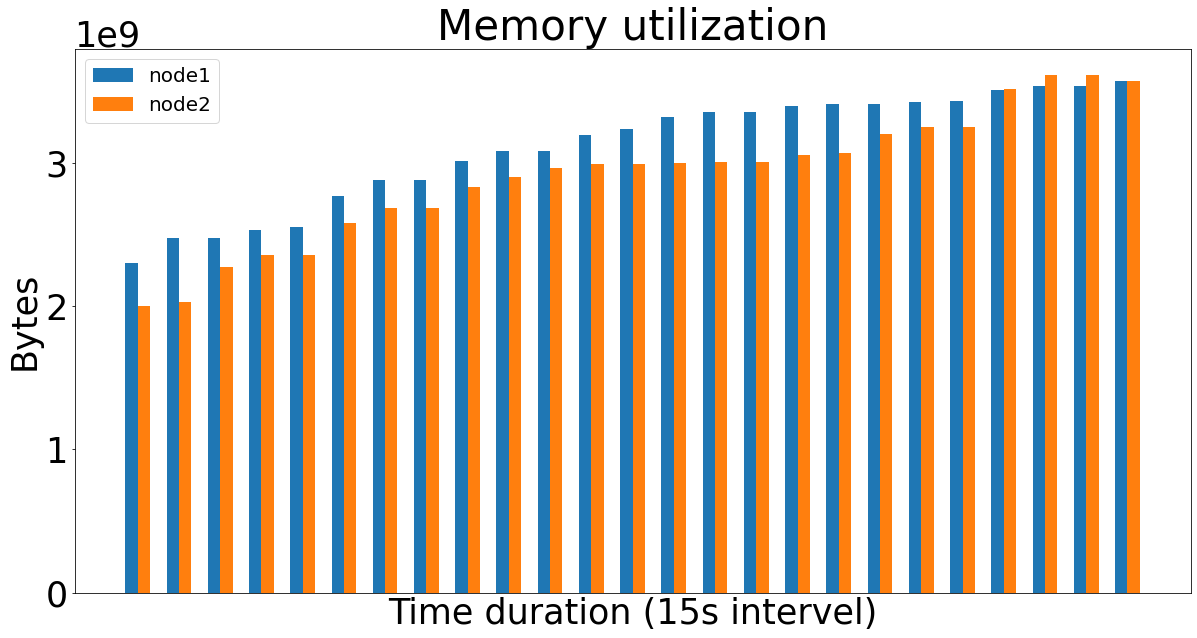 Memory utilization
1e9
node1
node2
3
2
1
0
Bytes
Time duration (15s intervel)